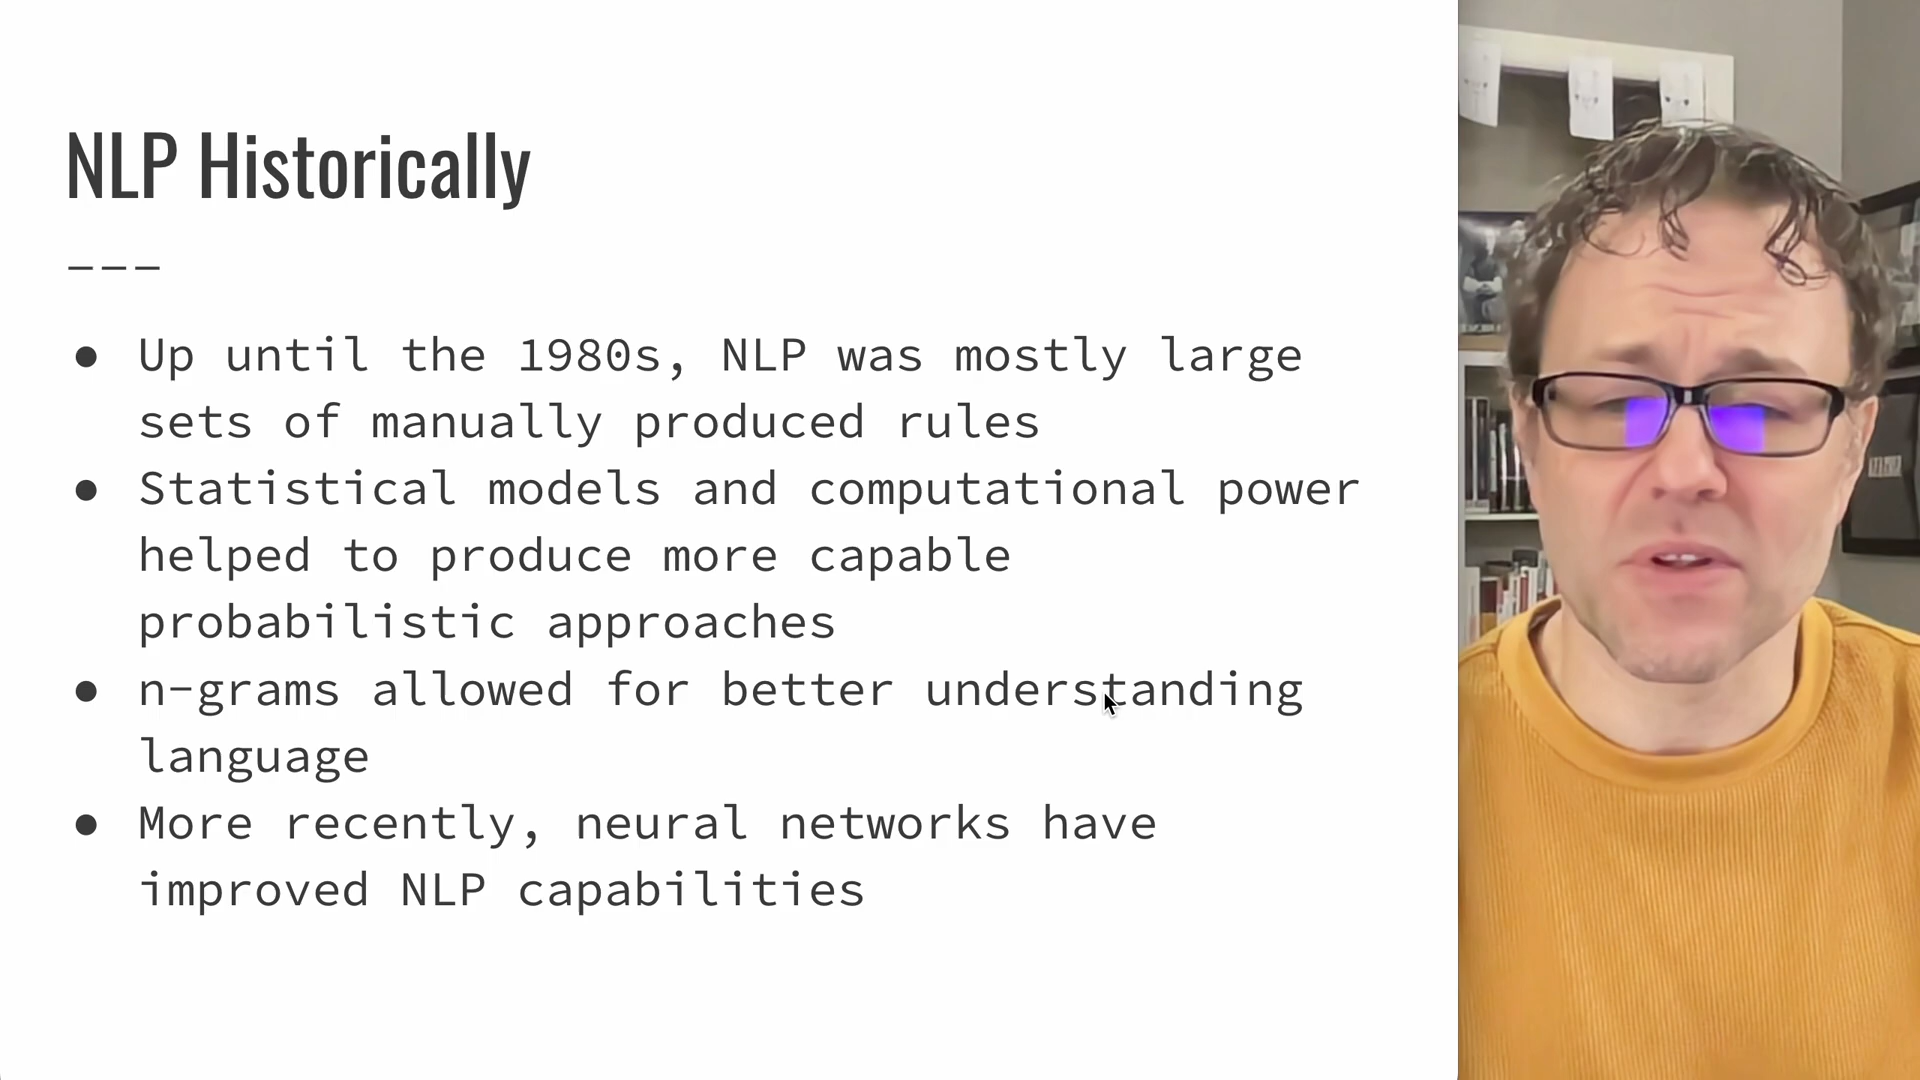 NLP Historically
---
● Up until the 1980s, NLP was mostly large
sets of manually produced rules
● Statistical models and computational power
helped to produce more capable
probabilistic approaches
● n-grams allowed for better understanding
language
● More recently, neural networks have
improved NLP capabilities